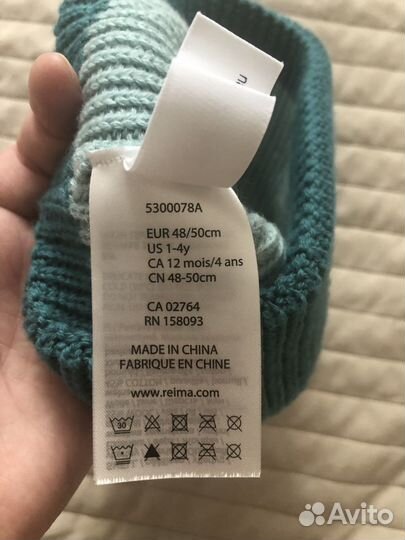 5300078A
EUR 48/50cm
US 1-4y
CA 12 mois/4 ans
CN 48-50cm
CA 02764
RN 158093
MADE IN CHINA
FABRIQUE EN CHINE
www.reima.com
30
Avito